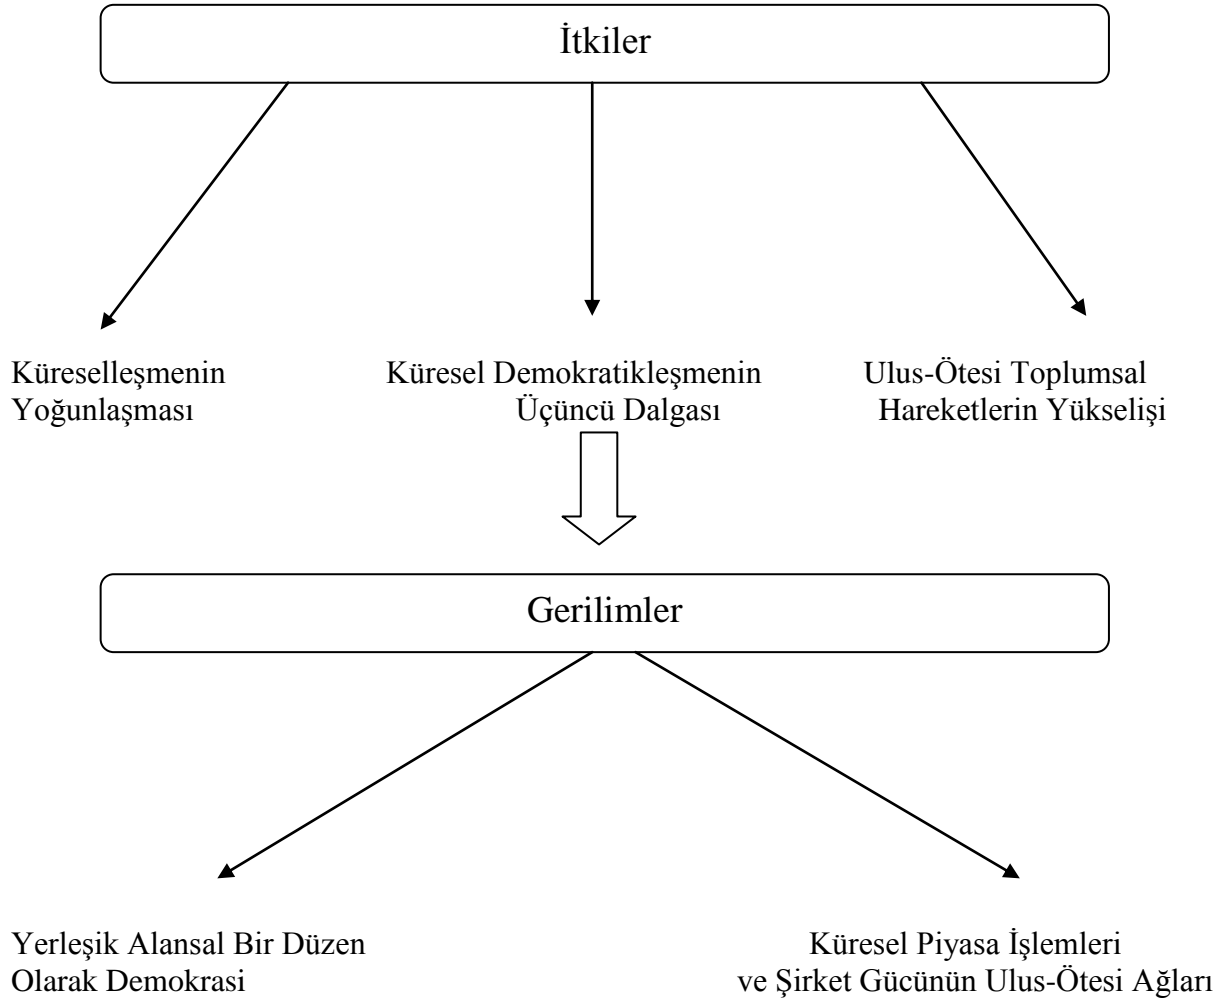 İtkiler
Küreselleşmenin
Yoğunlaşması
Küresel Demokratikleşmenin
Üçüncü Dalgası
Ulus-Ötesi Toplumsal
Hareketlerin Yükselişi
Gerilimler
Yerleşik Alansal Bir Düzen
Olarak Demokrasi
Küresel Piyasa İşlemleri
ve Şirket Gücünün Ulus-Ötesi Ağları